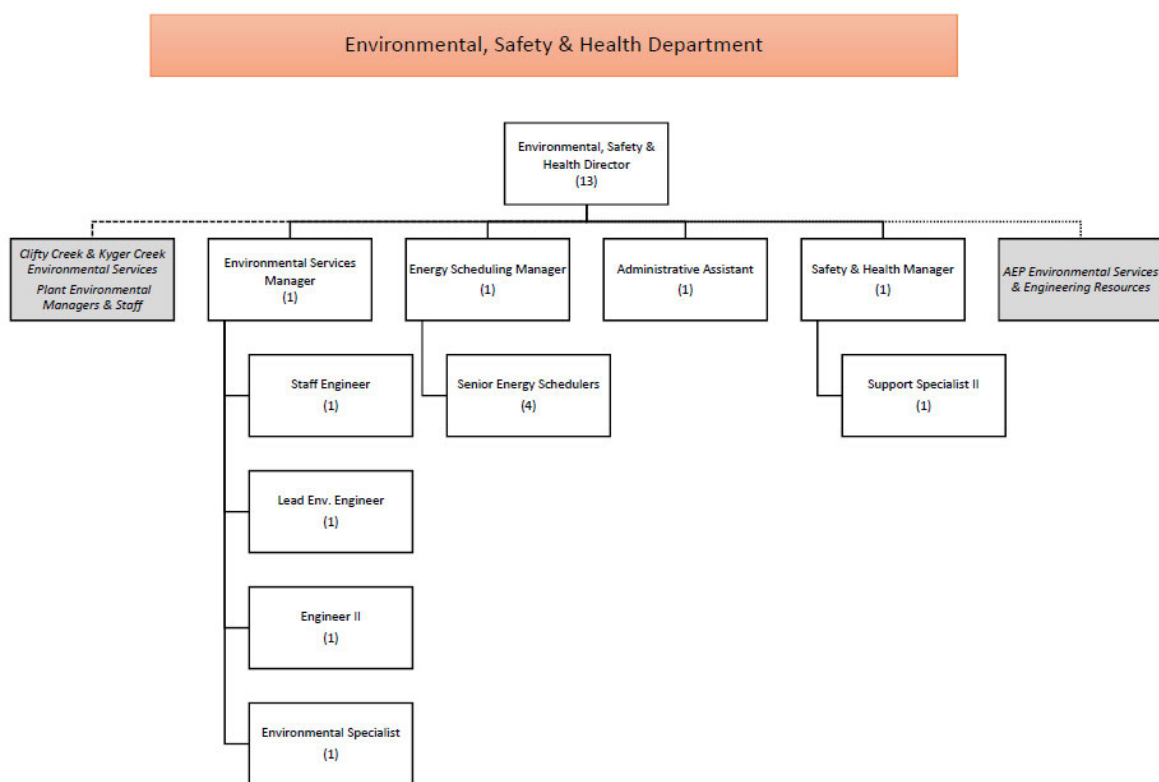 Environmental, Safety & Health Department
Environmental, Safety &
Health Director
(13)
Clifty Creek & Kyger Creek
Environmental Services
Plant Environmental
Managers & Staff
Environmental Services
Manager
(1)
Energy Scheduling Manager
(1)
Administrative Assistant
(1)
Safety & Health Manager
(1)
AEP Environmental Services
& Engineering Resources
Staff Engineer
(1)
Senior Energy Schedulers
(4)
Support Specialist II
(1)
Lead Env. Engineer
(1)
Engineer II
(1)
Environmental Specialist
(1)